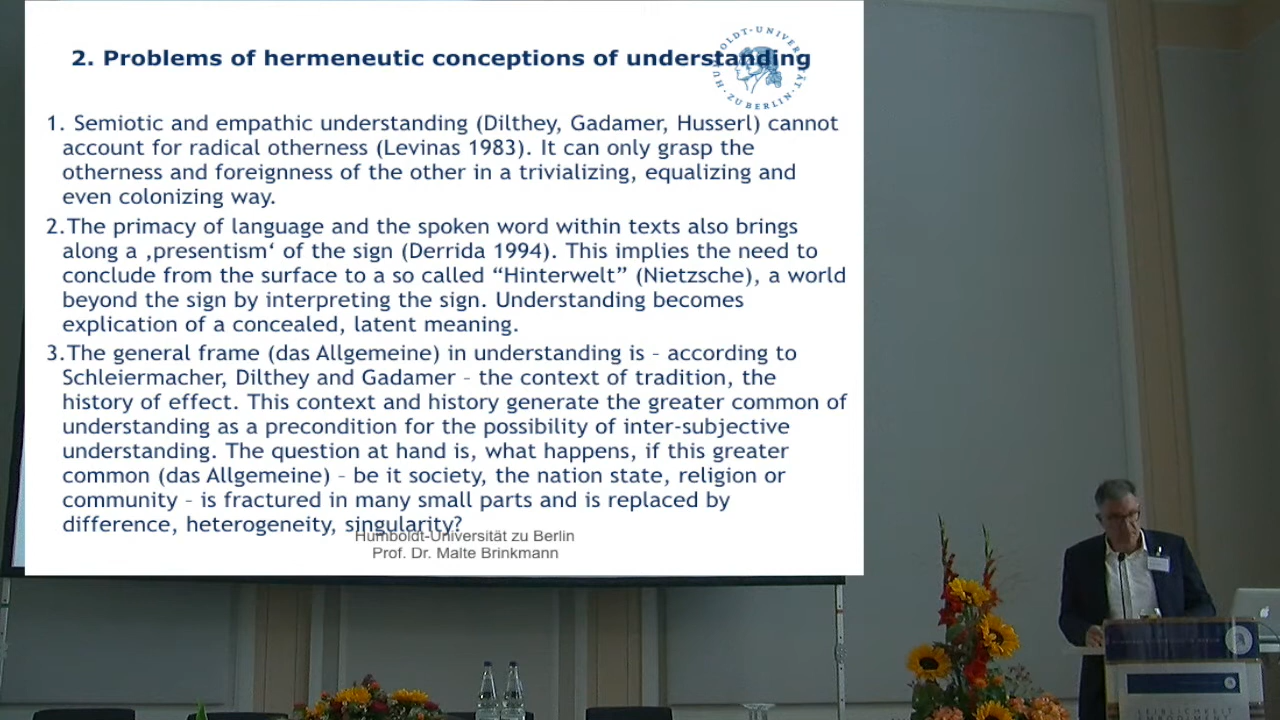 2. Problems of hermeneutic conceptions of understanding
HUMBOLDT-UNIVERSITÄT ZU BERLIN
1. Semiotic and empathic understanding (Dilthey, Gadamer, Husserl) cannot
account for radical otherness (Levinas 1983). It can only grasp the
otherness and foreignness of the other in a trivializing, equalizing and
even colonizing way.
2.The primacy of language and the spoken word within texts also brings
along a ‚presentism‘ of the sign (Derrida 1994). This implies the need to
conclude from the surface to a so called “Hinterwelt” (Nietzsche), a world
beyond the sign by interpreting the sign. Understanding becomes
explication of a concealed, latent meaning.
3.The general frame (das Allgemeine) in understanding is – according to
Schleiermacher, Dilthey and Gadamer – the context of tradition, the
history of effect. This context and history generate the greater common of
understanding as a precondition for the possibility of inter-subjective
understanding. The question at hand is, what happens, if this greater
common (das Allgemeine) – be it society, the nation state, religion or
community – is fractured in many small parts and is replaced by
difference, heterogeneity, singularity?
Humboldt-Universität zu Berlin
Prof. Dr. Malte Brinkmann
LEIBLICHKEIT